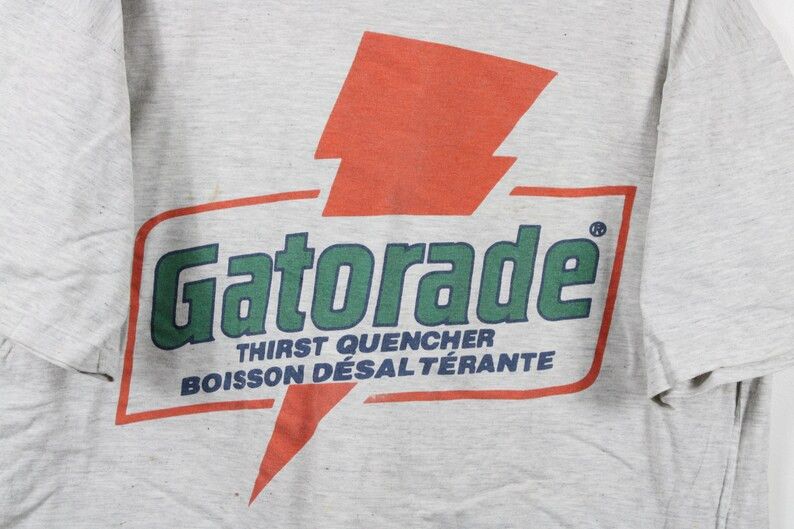 Gatorade®
THIRST QUENCHER
BOISSON DÉSALTÉRANTE